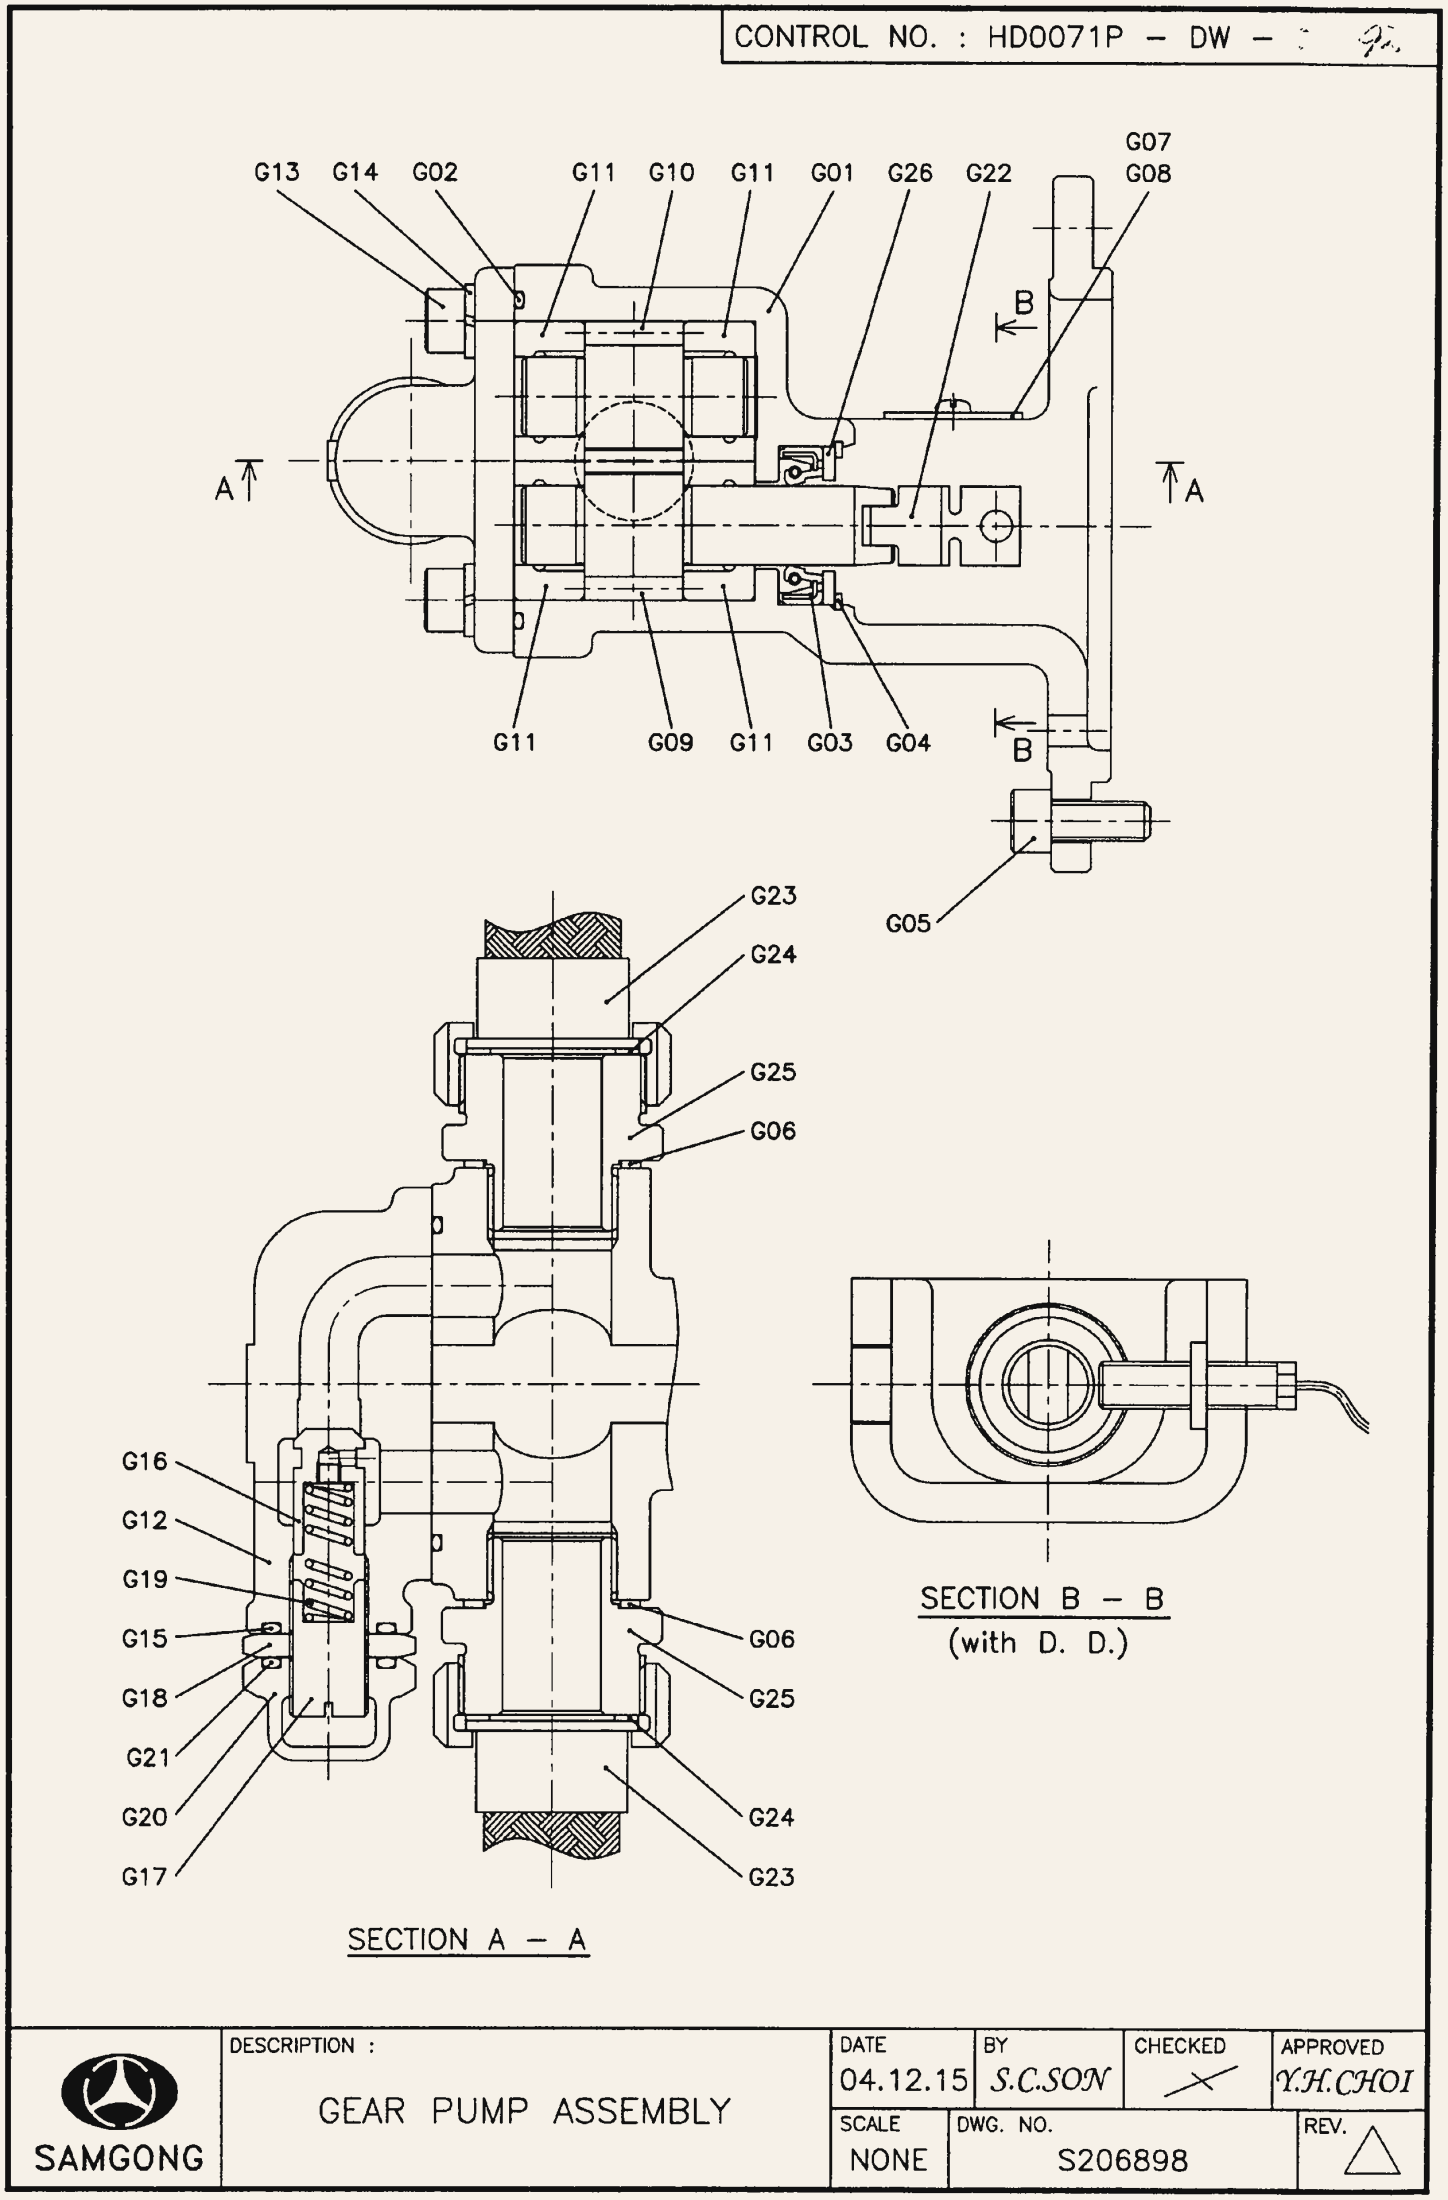 CONTROL NO. : HD0071P - DW -
G07
G13 G14 G02 G11 G10 G11 G01 G26 G22 G08
B
A A
G11 G09 G11 G03 G04 B
G05
G23
G24
G25
G06
G16
G12
G19
G15
G18
G21
G20
G17
G06
G25
G24
G23
SECTION A - A
SECTION B - B
(with D. D.)
SAMGONG
DESCRIPTION :
GEAR PUMP ASSEMBLY
DATE
04.12.15
BY
S.C.SON
CHECKED
APPROVED
Y.H.CHOI
SCALE
NONE
DWG. NO.
S206898
REV.